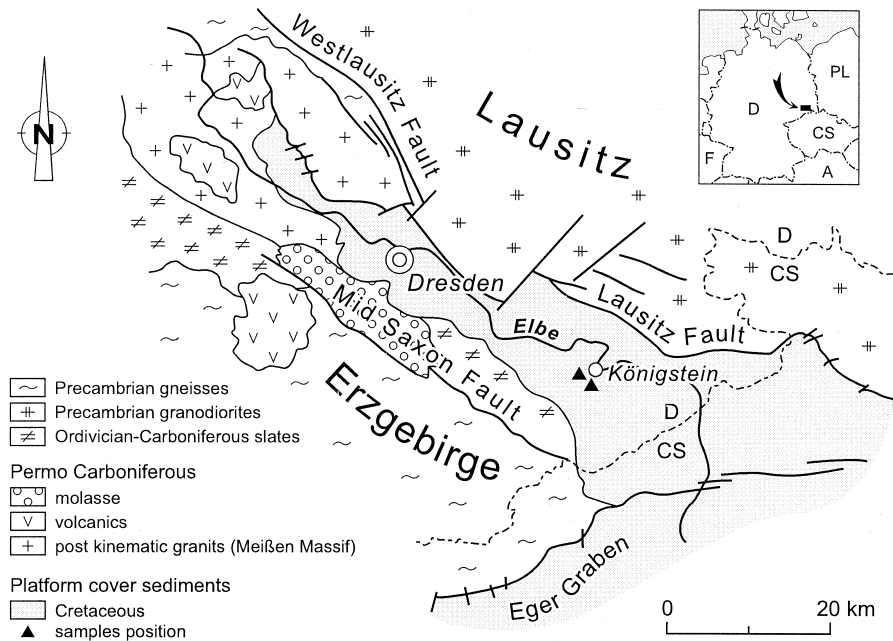 Westlausitz Fault
Lausitz
N
D
PL
CS
F
A
D
CS
Dresden
Lausitz Fault
Elbe
Mid Saxon Fault
Königstein
Erzgebirge
D
CS
Eger Graben
Precambrian gneisses
Precambrian granodiorites
Ordivician-Carboniferous slates
Permo Carboniferous
molasse
volcanics
post kinematic granits (Meißen Massif)
Platform cover sediments
Cretaceous
samples position
0 20 km